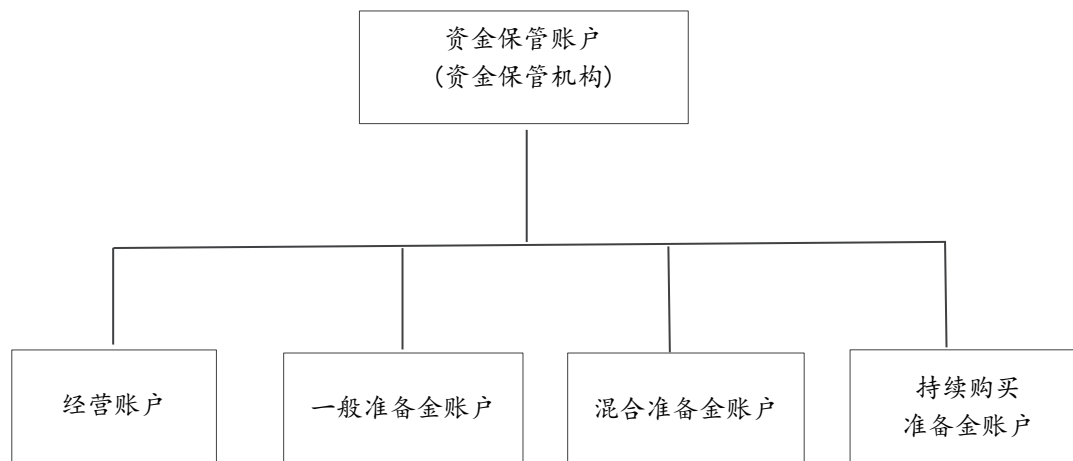 资金保管账户
(资金保管机构)
经营账户
一般准备金账户
混合准备金账户
持续购买
准备金账户